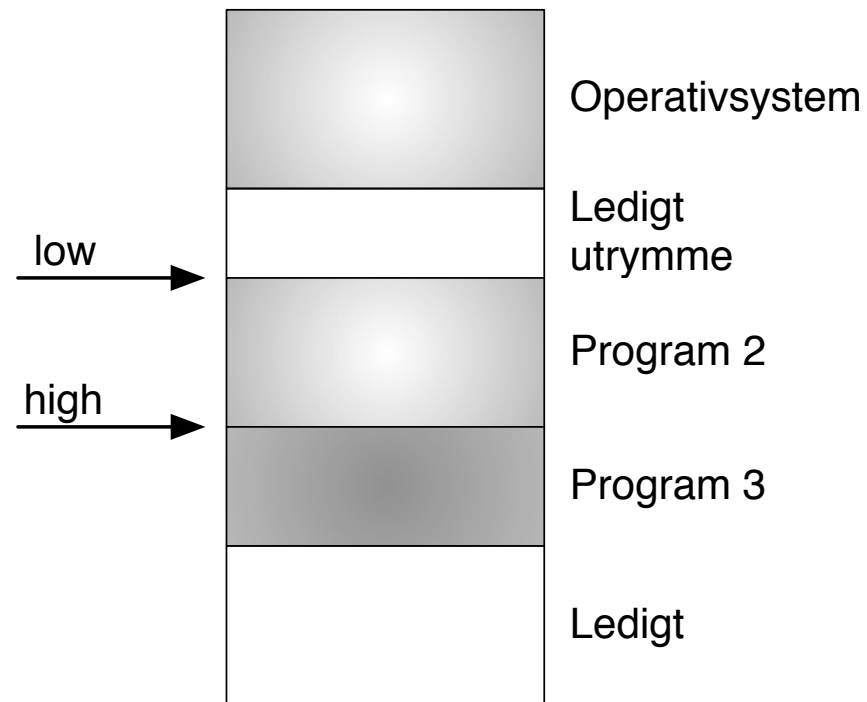 Operativsystem
Ledigt
utrymme
low
Program 2
high
Program 3
Ledigt